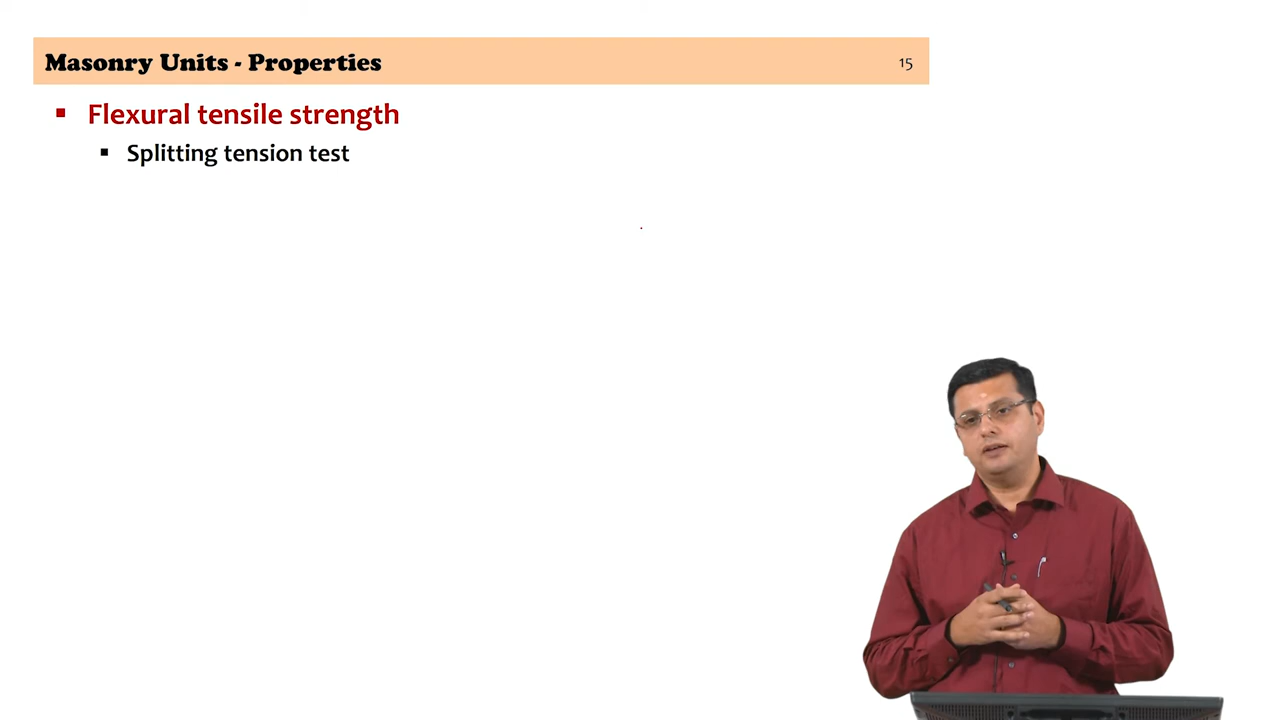 Masonry Units - Properties
15
Flexural tensile strength
Splitting tension test